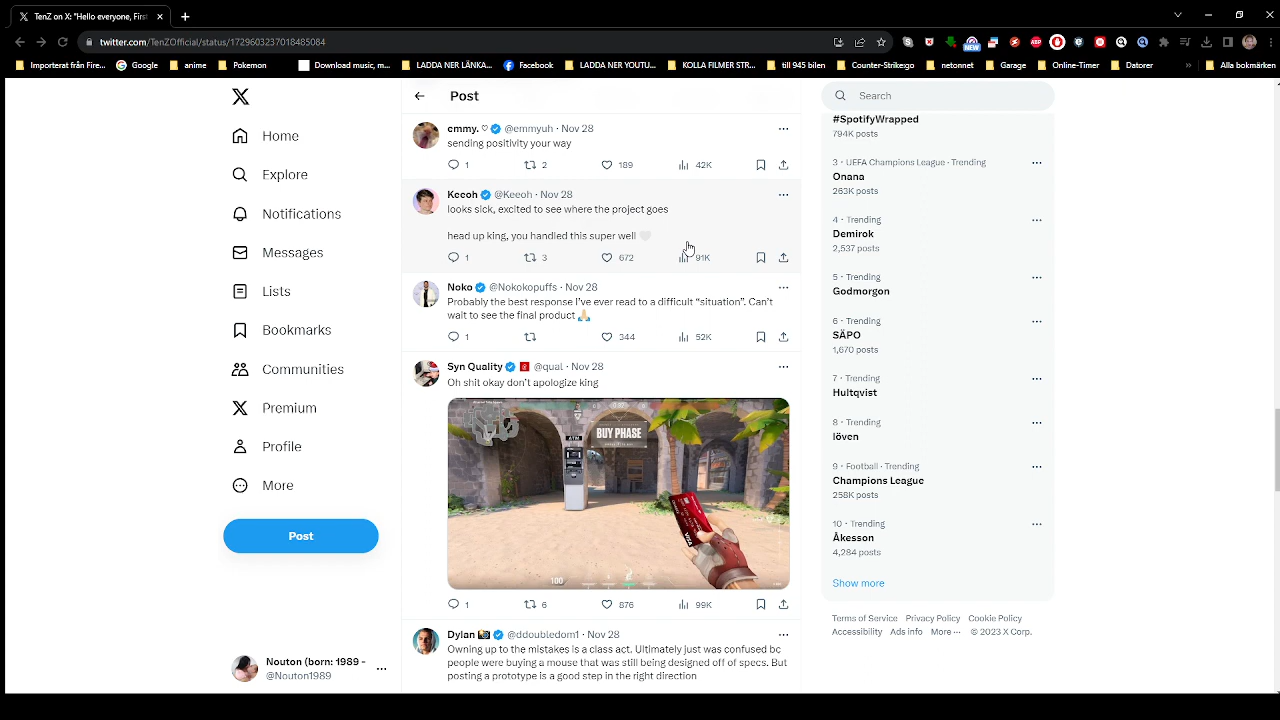 TenZ on X: "Hello everyone, Firs
twitter.com/TenZOfficial/status/1729603237018485084
Importerat från Fire...
Google
anime
Pokemon
Download music, m...
LADDA NER LÄNKA...
Facebook
LADDA NER YOUTU...
KOLLA FILMER STR...
till 945 bilen
Counter-Strike:go
netonnet
Garage
Online-Timer
Datorer
»
Alla bokmärken
Home
Explore
Notifications
Messages
Lists
Bookmarks
Communities
Premium
Profile
More
Post
Nouton (born: 1989 -
@Nouton1989
Post
emmy. ♡ @emmyuh · Nov 28
sending positivity your way
1 2 189 42K
Keeoh @Keeoh · Nov 28
looks sick, excited to see where the project goes
head up king, you handled this super well 🤍
1 3 672 91K
Noko @Nokokopuffs · Nov 28
Probably the best response I've ever read to a difficult "situation". Can't
wait to see the final product 🙏🏻
1 344 52K
Syn Quality @qual · Nov 28
Oh shit okay don't apologize king
ATM
BUY PHASE
VISA
100
1 6 876 99K
Dylan 📸 @ddoubledom1 · Nov 28
Owning up to the mistakes is a class act. Ultimately just was confused bc
people were buying a mouse that was still being designed off of specs. But
posting a prototype is a good step in the right direction
Search
#SpotifyWrapped
794K posts
3 · UEFA Champions League · Trending
Onana
263K posts
4 · Trending
Demirok
2,537 posts
5 · Trending
Godmorgon
6 · Trending
SÄPO
1,670 posts
7 · Trending
Hultqvist
8 · Trending
löven
9 · Football · Trending
Champions League
258K posts
10 · Trending
Åkesson
4,284 posts
Show more
Terms of Service Privacy Policy Cookie Policy
Accessibility Ads info More ··· © 2023 X Corp.